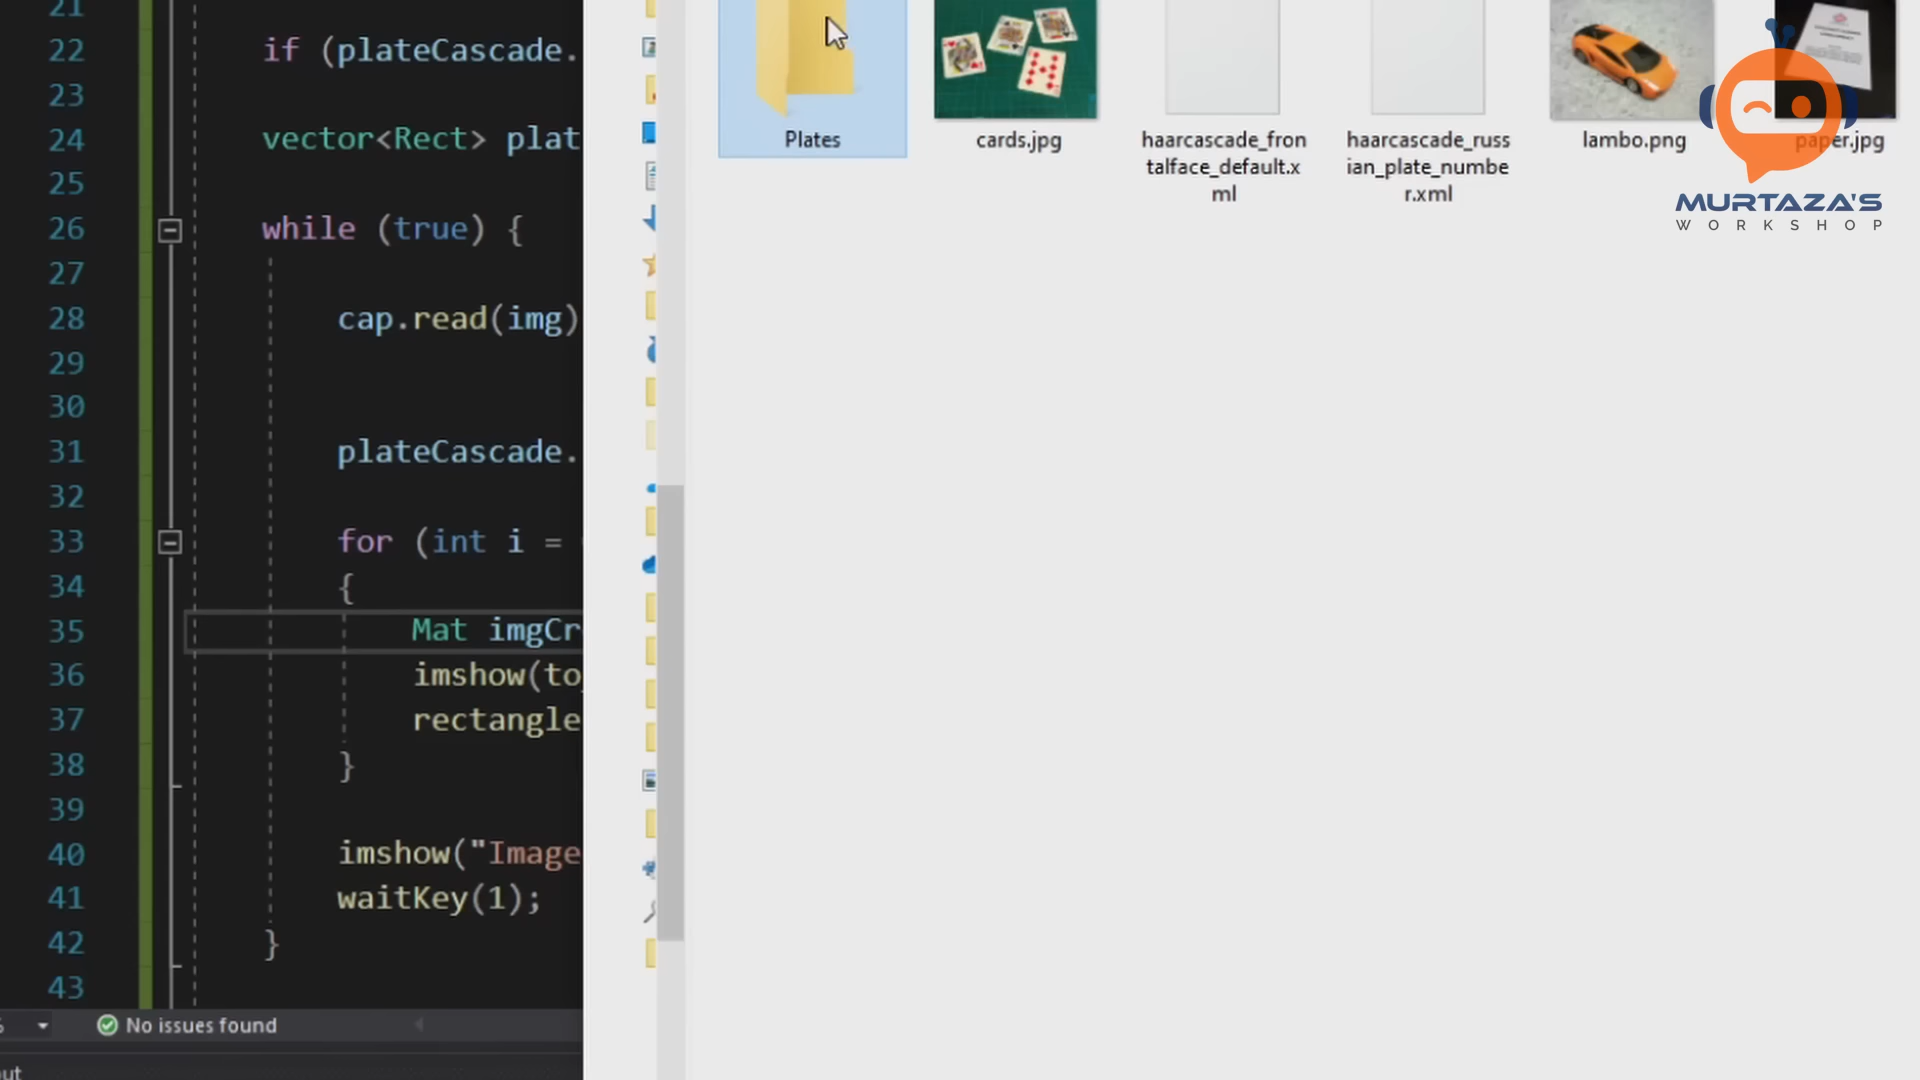 21
22 if (plateCascade.
23
24 vector<Rect> plat
25
26 while (true) {
27
28 cap.read(img)
29
30
31 plateCascade.
32
33 for (int i =
34 {
35 Mat imgCr
36 imshow(to_
37 rectangle
38 }
39
40 imshow("Image
41 waitKey(1);
42 }
43
No issues found
Plates
cards.jpg
haarcascade_fron
talface_default.x
ml
haarcascade_russ
ian_plate_numbe
r.xml
lambo.png
paper.jpg
MURTAZA'S
WORKSHOP